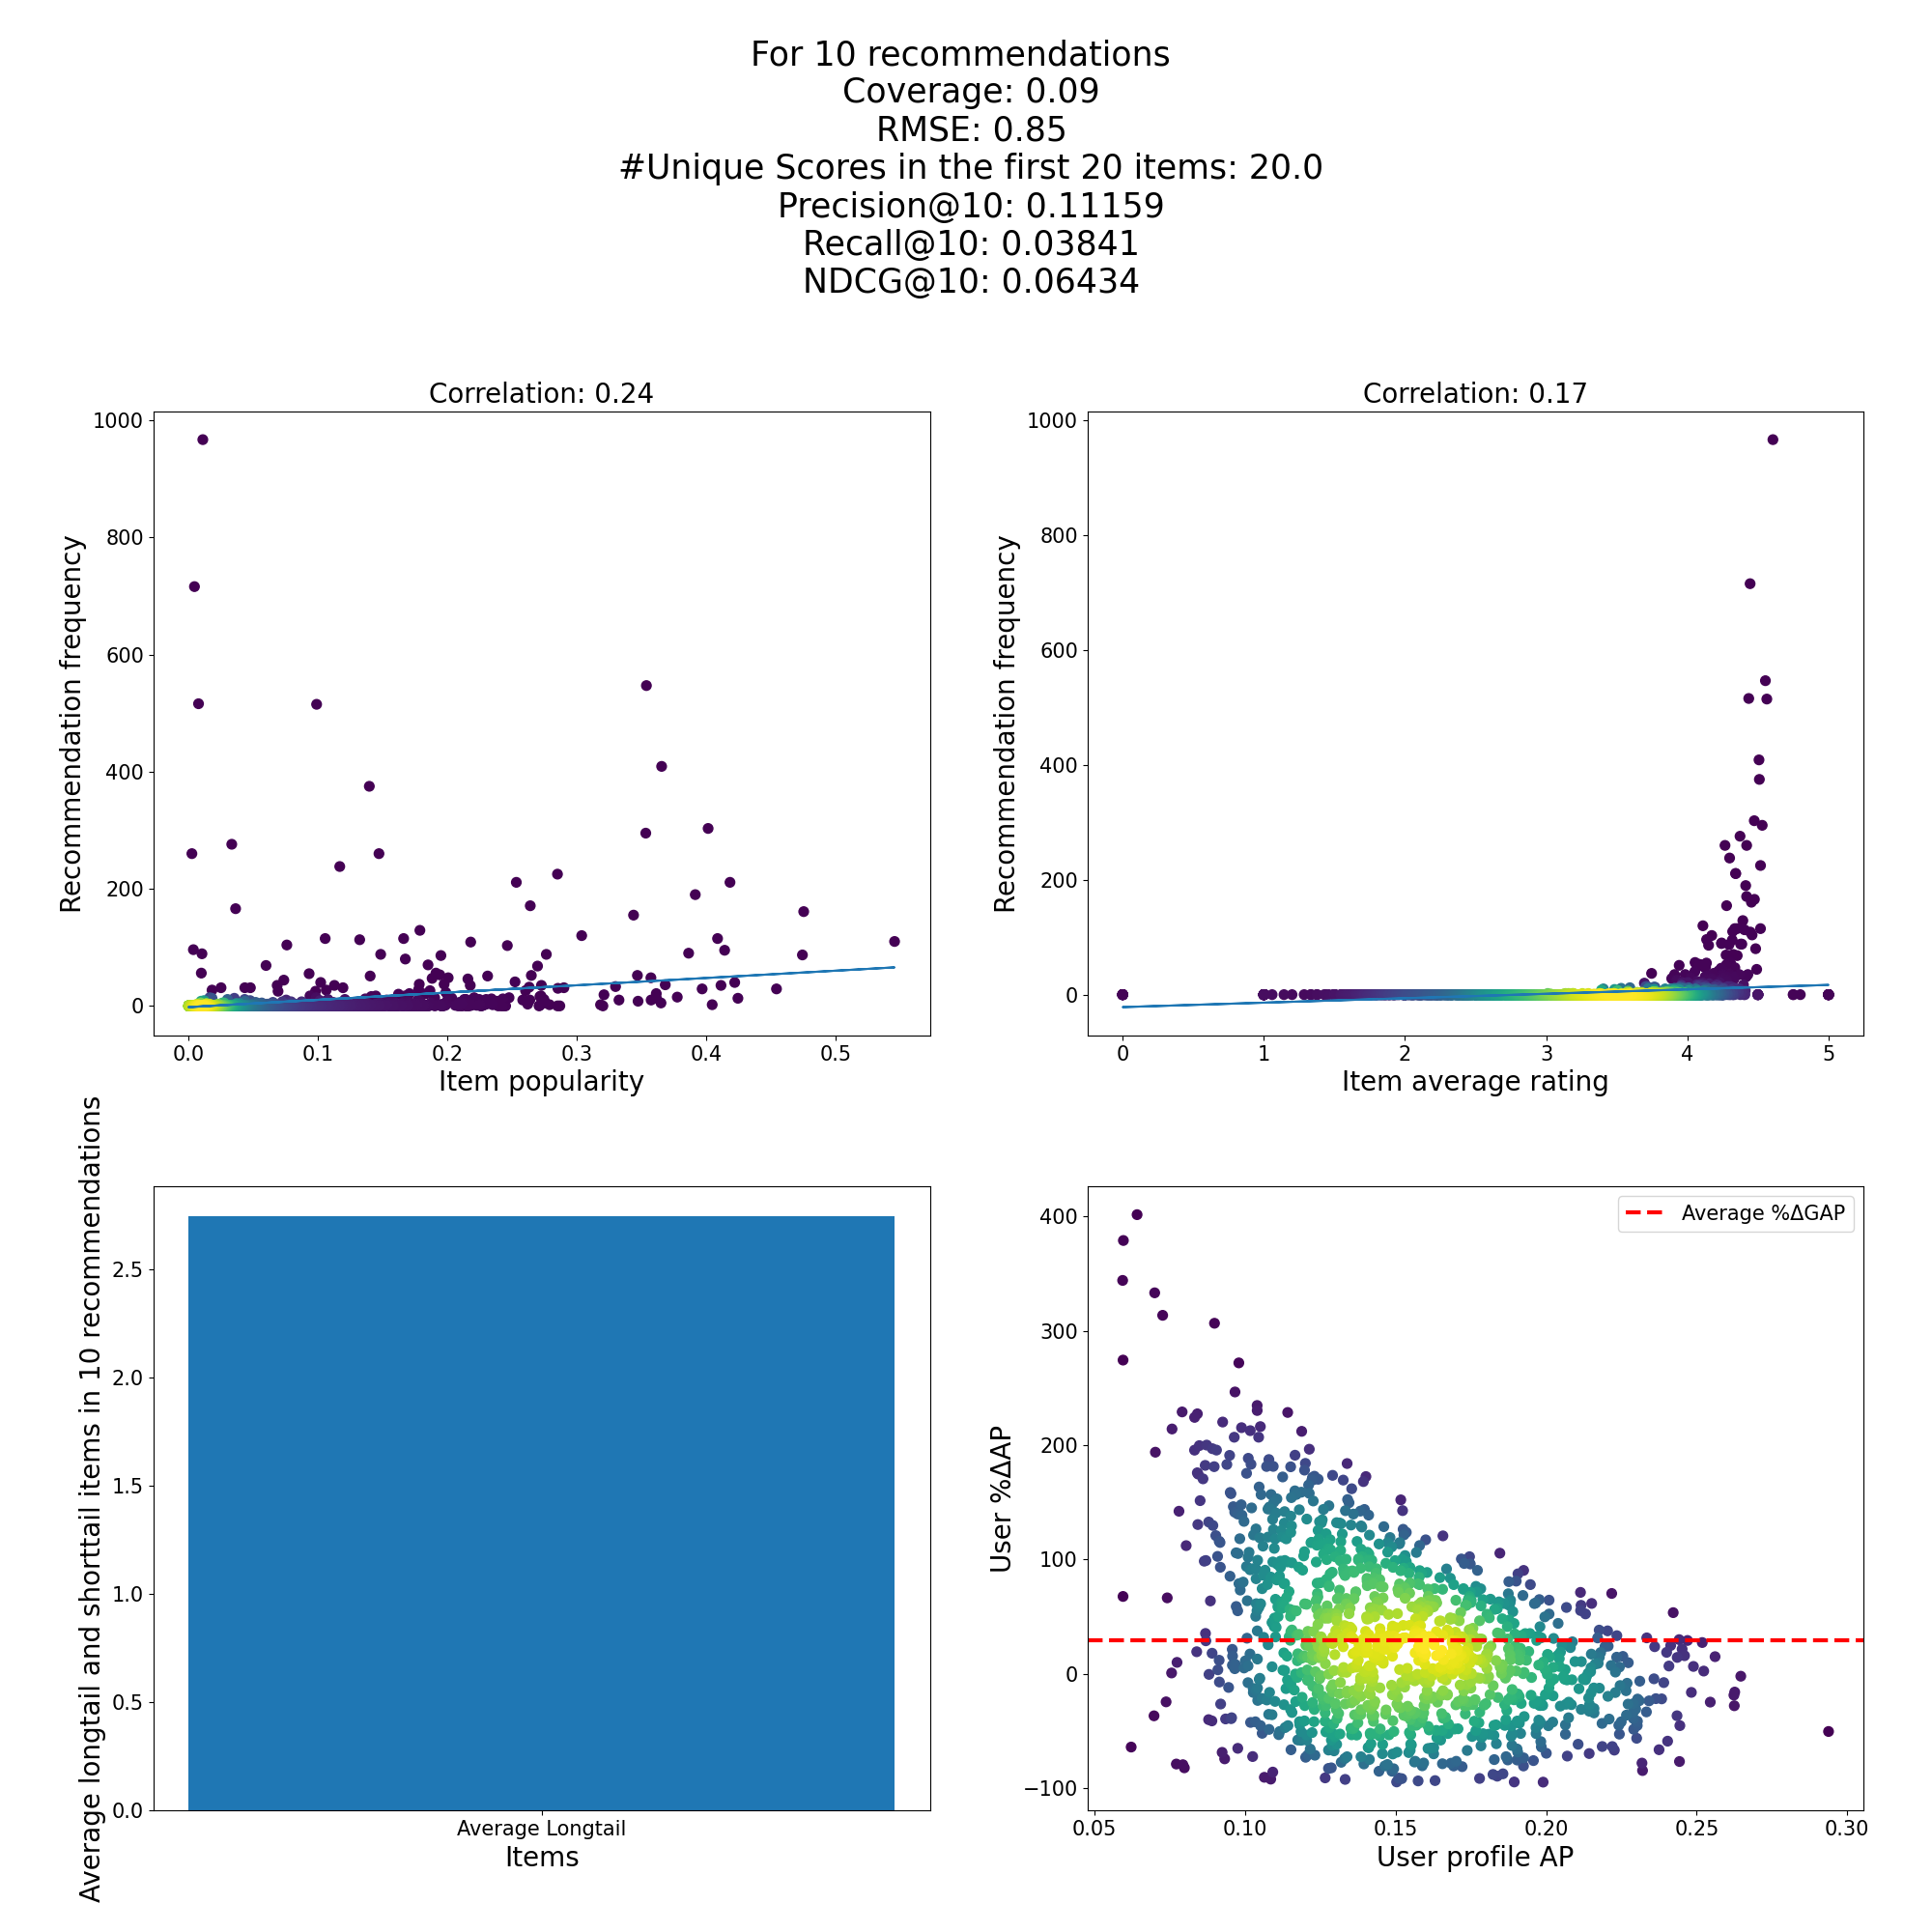 For 10 recommendations
Coverage: 0.09
RMSE: 0.85
#Unique Scores in the first 20 items: 20.0
Precision@10: 0.11159
Recall@10: 0.03841
NDCG@10: 0.06434
Correlation: 0.24
1000
800
600
400
200
0
Recommendation frequency
0.0 0.1 0.2 0.3 0.4 0.5
Item popularity
Correlation: 0.17
1000
800
600
400
200
0
Recommendation frequency
0 1 2 3 4 5
Item average rating
2.5
2.0
1.5
1.0
0.5
0.0
Average longtail and shorttail items in 10 recommendations
Average Longtail
Items
Average %ΔGAP
400
300
200
100
0
−100
User %ΔAP
0.05 0.10 0.15 0.20 0.25 0.30
User profile AP